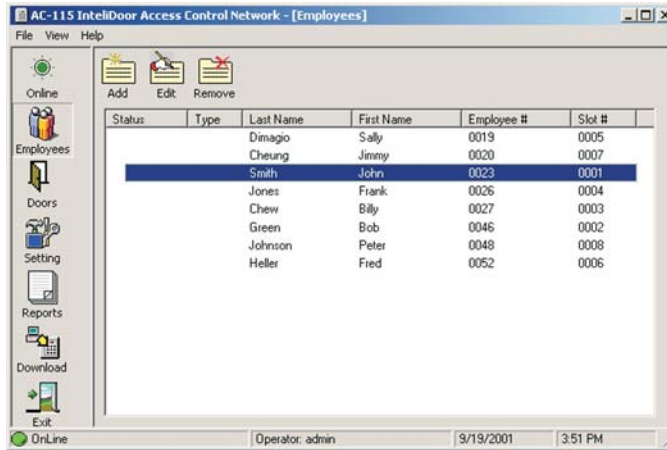 AC-115 InteliDoor Access Control Network - [Employees]
File View Help
Online
Employees
Doors
Setting
Reports
Download
Exit
Add Edit Remove
Status Type Last Name First Name Employee # Slot #
Dimagio Sally 0019 0005
Cheung Jimmy 0020 0007
Smith John 0023 0001
Jones Frank 0026 0004
Chew Billy 0027 0003
Green Bob 0046 0002
Johnson Peter 0048 0008
Heller Fred 0052 0006
OnLine Operator: admin 9/19/2001 3:51 PM